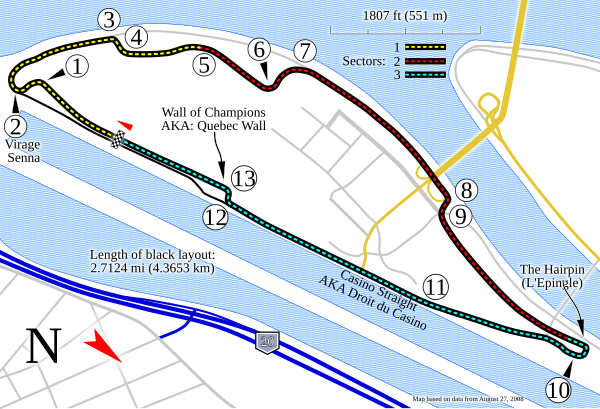 1807 ft (551 m)
Sectors:
1
2
3
3
4
5
6
7
1
2
Virage
Senna
Wall of Champions
AKA: Quebec Wall
13
12
8
9
Length of black layout:
2.7124 mi (4.3653 km)
Casino Straight
AKA Droit du Casino
11
The Hairpin
(L'Epingle)
10
N
20
Map based on data from August 27, 2008